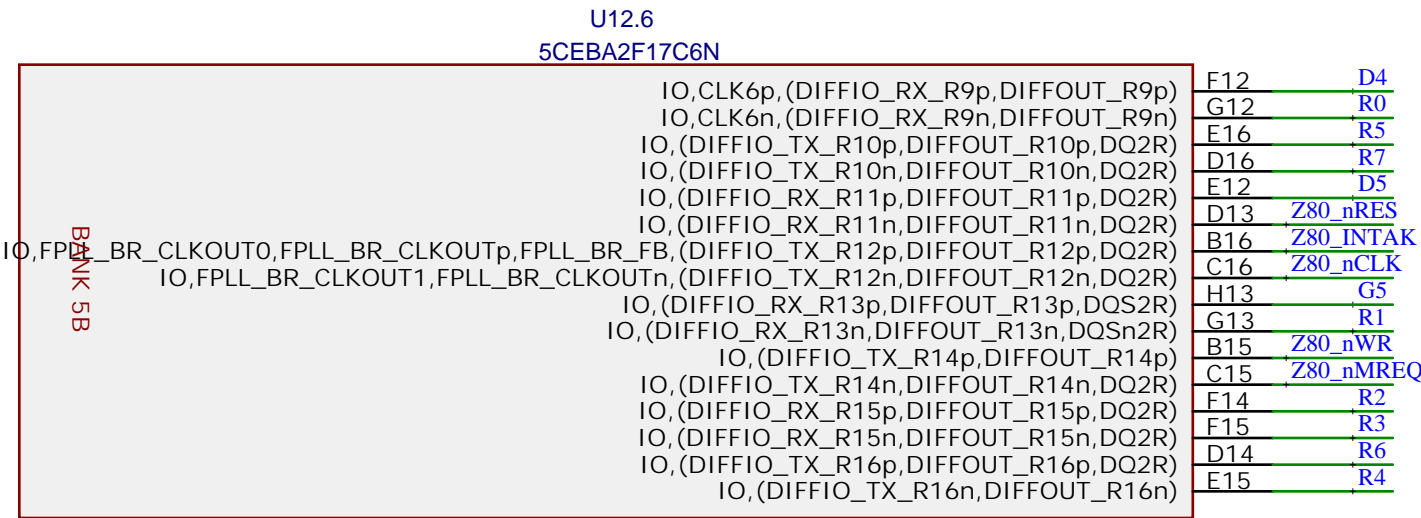 U12.6
5CEBA2F17C6N
IO,CLK6p,(DIFFIO_RX_R9p,DIFFOUT_R9p) F12 D4
IO,CLK6n,(DIFFIO_RX_R9n,DIFFOUT_R9n) G12 R0
IO,(DIFFIO_TX_R10p,DIFFOUT_R10p,DQ2R) E16 R5
IO,(DIFFIO_TX_R10n,DIFFOUT_R10n,DQ2R) D16 R7
IO,(DIFFIO_RX_R11p,DIFFOUT_R11p,DQ2R) E12 D5
IO,(DIFFIO_RX_R11n,DIFFOUT_R11n,DQ2R) D13 Z80_nRES
IO,FPLL_BR_CLKOUT0,FPLL_BR_CLKOUTp,FPLL_BR_FB,(DIFFIO_TX_R12p,DIFFOUT_R12p,DQ2R) B16 Z80_INTAK
IO,FPLL_BR_CLKOUT1,FPLL_BR_CLKOUTn,(DIFFIO_TX_R12n,DIFFOUT_R12n,DQ2R) C16 Z80_nCLK
IO,(DIFFIO_RX_R13p,DIFFOUT_R13p,DQS2R) H13 G5
IO,(DIFFIO_RX_R13n,DIFFOUT_R13n,DQSn2R) G13 R1
IO,(DIFFIO_TX_R14p,DIFFOUT_R14p) B15 Z80_nWR
IO,(DIFFIO_TX_R14n,DIFFOUT_R14n,DQ2R) C15 Z80_nMREQ
IO,(DIFFIO_RX_R15p,DIFFOUT_R15p,DQ2R) F14 R2
IO,(DIFFIO_RX_R15n,DIFFOUT_R15n,DQ2R) F15 R3
IO,(DIFFIO_TX_R16p,DIFFOUT_R16p,DQ2R) D14 R6
IO,(DIFFIO_TX_R16n,DIFFOUT_R16n) E15 R4
BANK 5B